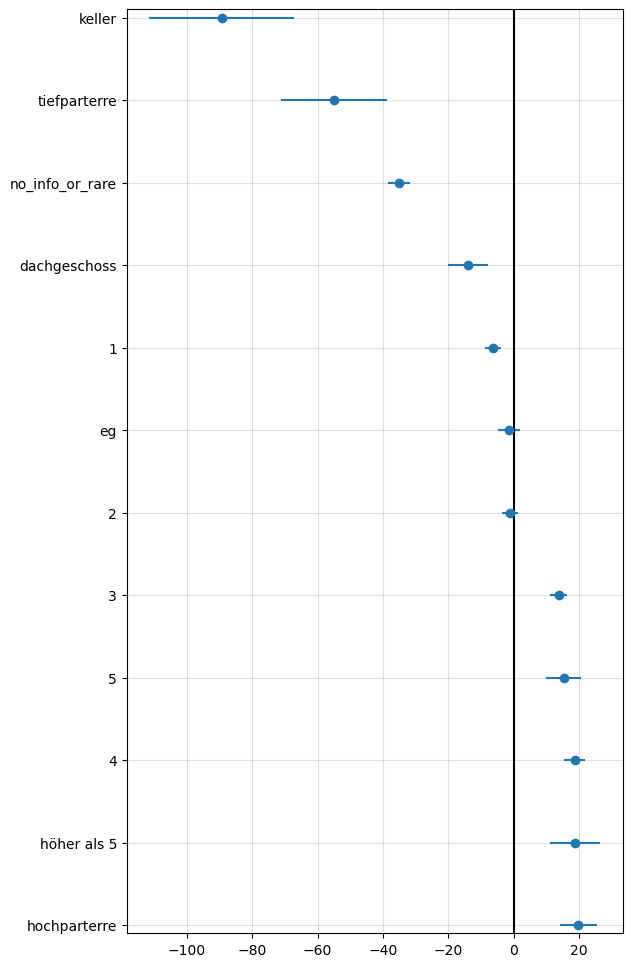 keller
tiefparterre
no_info_or_rare
dachgeschoss
1
eg
2
3
5
4
höher als 5
hochparterre
−100 −80 −60 −40 −20 0 20